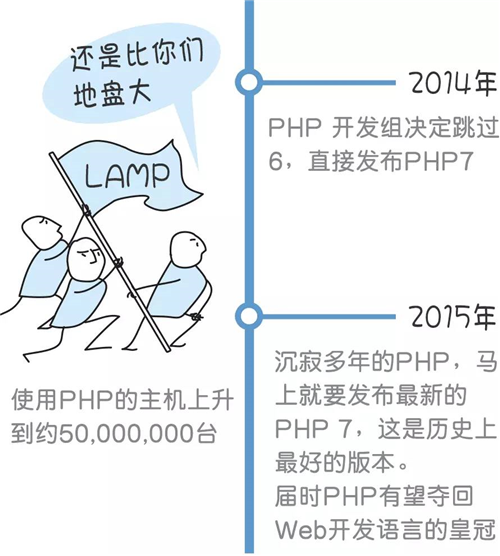 还是比你们
地盘大
LAMP
使用PHP的主机上升
到约50,000,000台
2014年
PHP 开发组决定跳过
6，直接发布PHP7
2015年
沉寂多年的PHP，马
上就要发布最新的
PHP 7，这是历史上
最好的版本。
届时PHP有望夺回
Web开发语言的皇冠